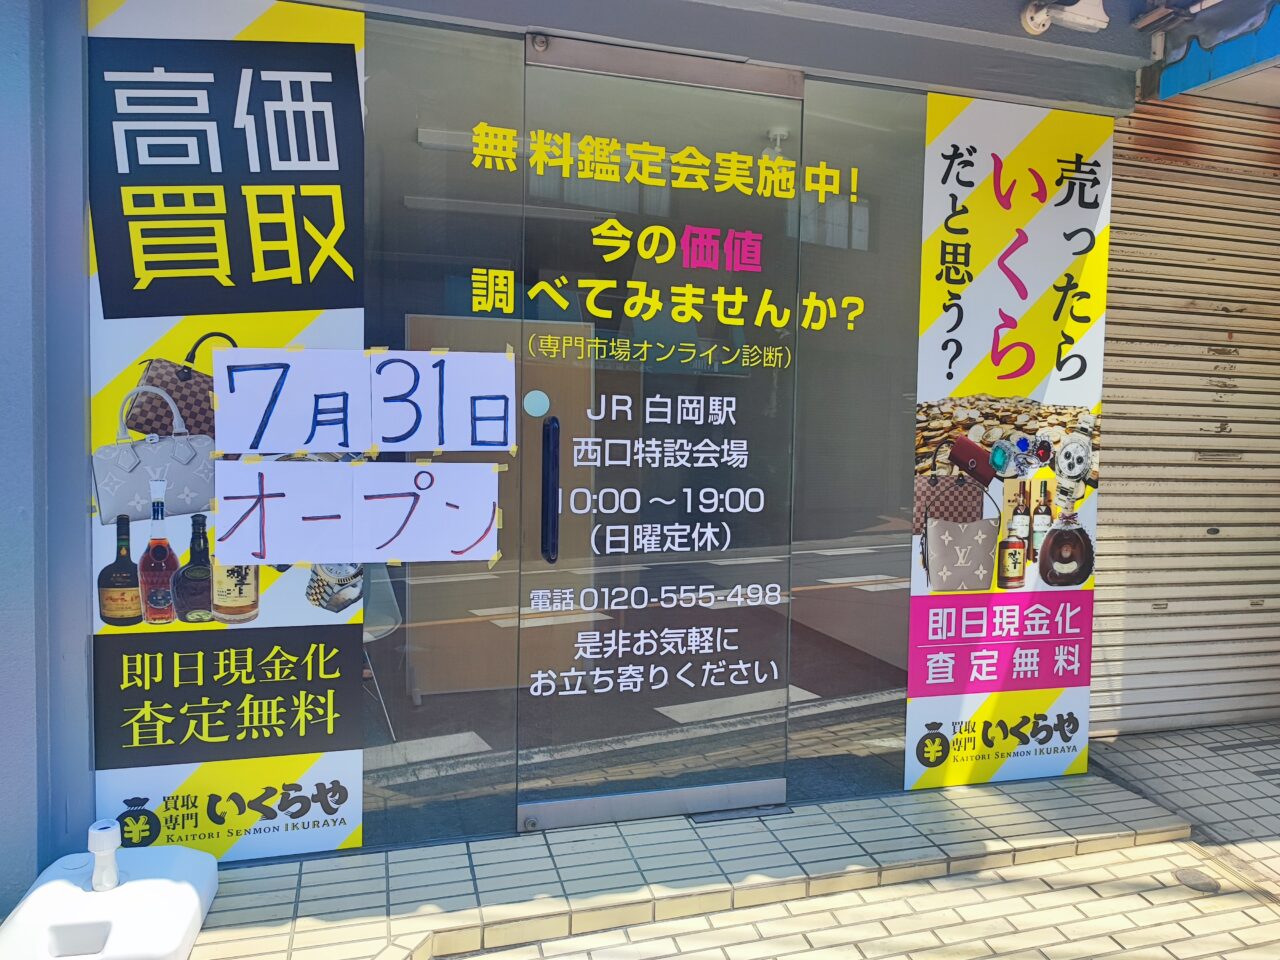 高価
買取
7月31日
オープン
即日現金化
査定無料
買取
専門
いくらや
KAITORI SENMON IKURAYA
無料鑑定会実施中!
今の価値
調べてみませんか?
(専門市場オンライン診断)
JR白岡駅
西口特設会場
10:00～19:00
(日曜定休)
電話0120-555-498
是非お気軽に
お立ち寄りください
売ったら
いくら
だと思う?
即日現金化
査定無料
買取
専門
いくらや
KAITORI SENMON IKURAYA